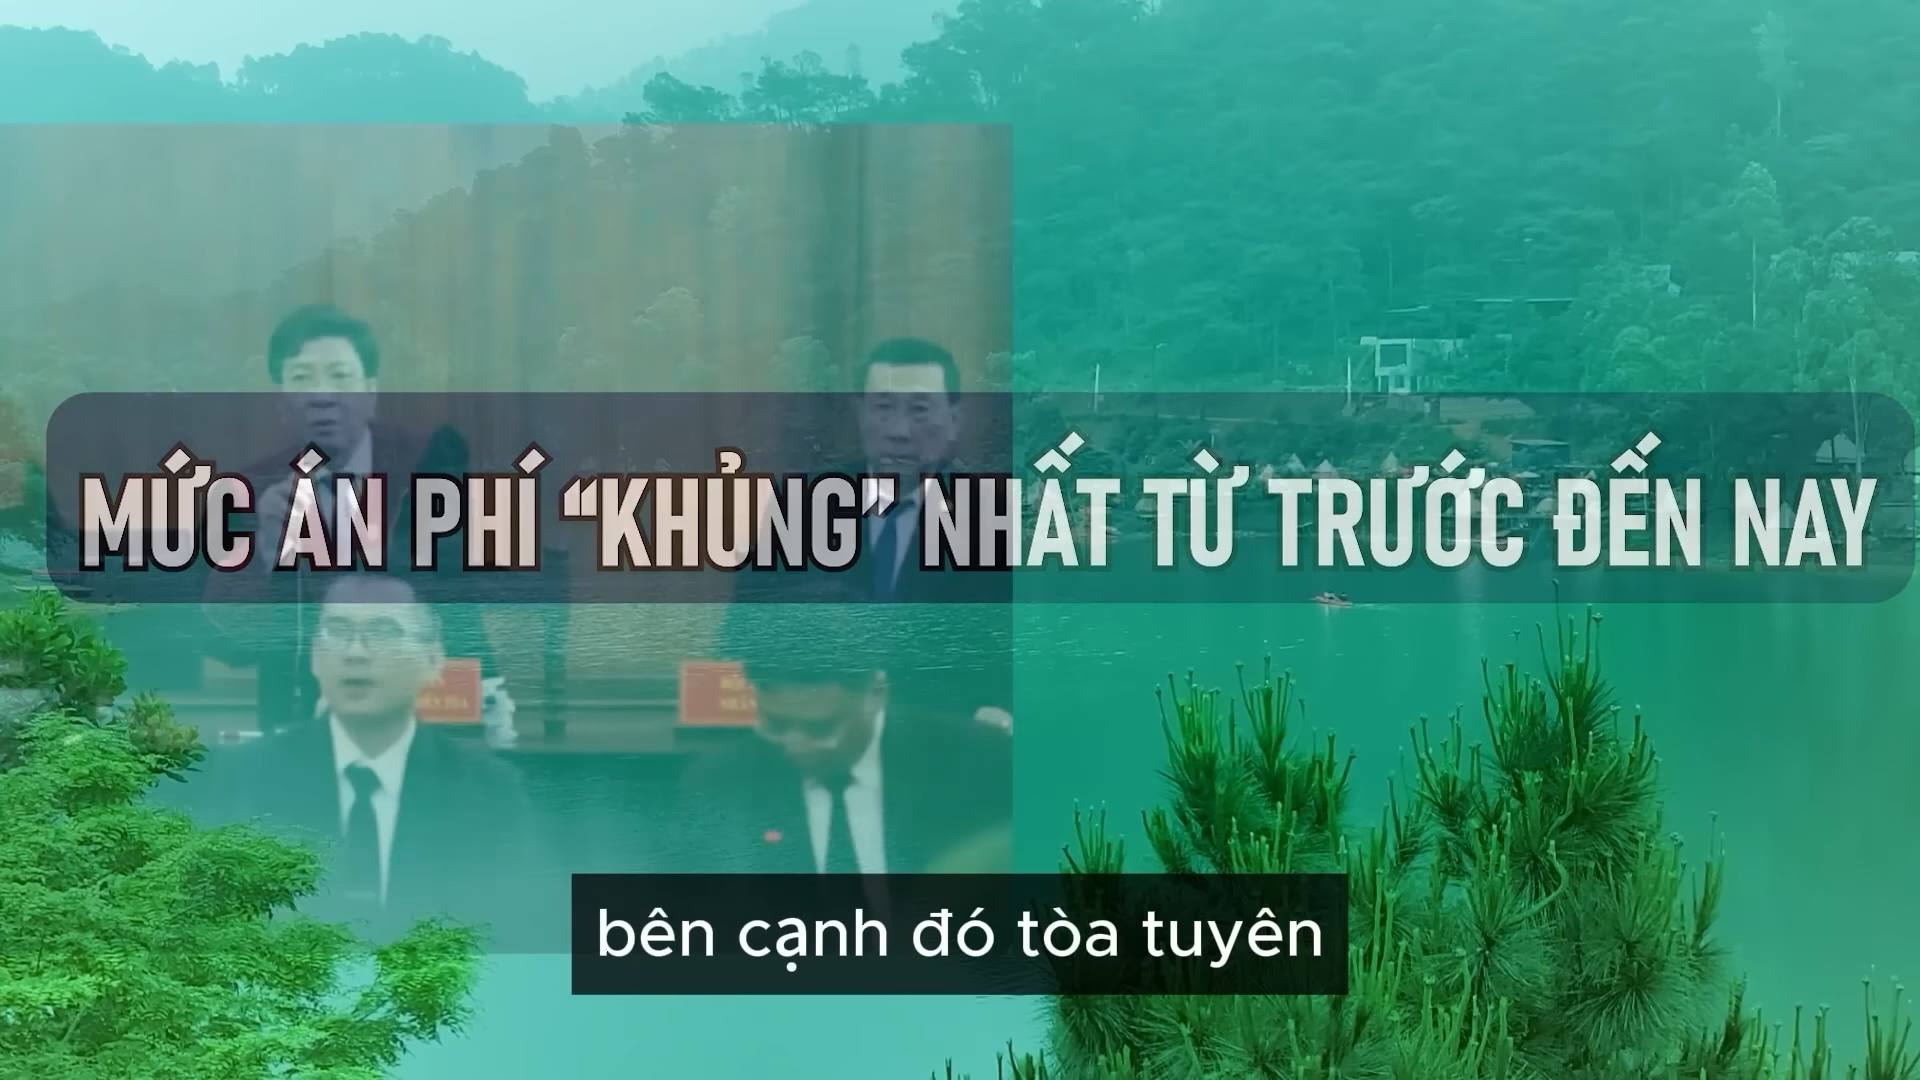 MỨC ÁN PHÍ “KHỦNG” NHẤT TỪ TRƯỚC ĐẾN NAY
bên cạnh đó tòa tuyên